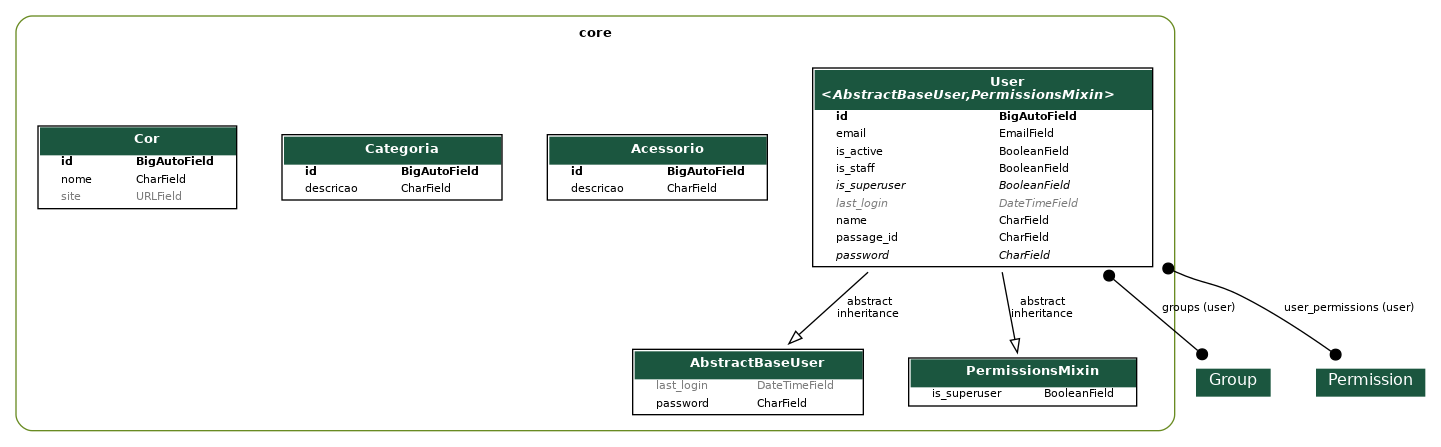 core
Cor
id BigAutoField
nome CharField
site URLField
Categoria
id BigAutoField
descricao CharField
Acessorio
id BigAutoField
descricao CharField
User
<AbstractBaseUser,PermissionsMixin>
id BigAutoField
email EmailField
is_active BooleanField
is_staff BooleanField
is_superuser BooleanField
last_login DateTimeField
name CharField
passage_id CharField
password CharField
abstract
inheritance
abstract
inheritance
groups (user)
user_permissions (user)
AbstractBaseUser
last_login DateTimeField
password CharField
PermissionsMixin
is_superuser BooleanField
Group
Permission